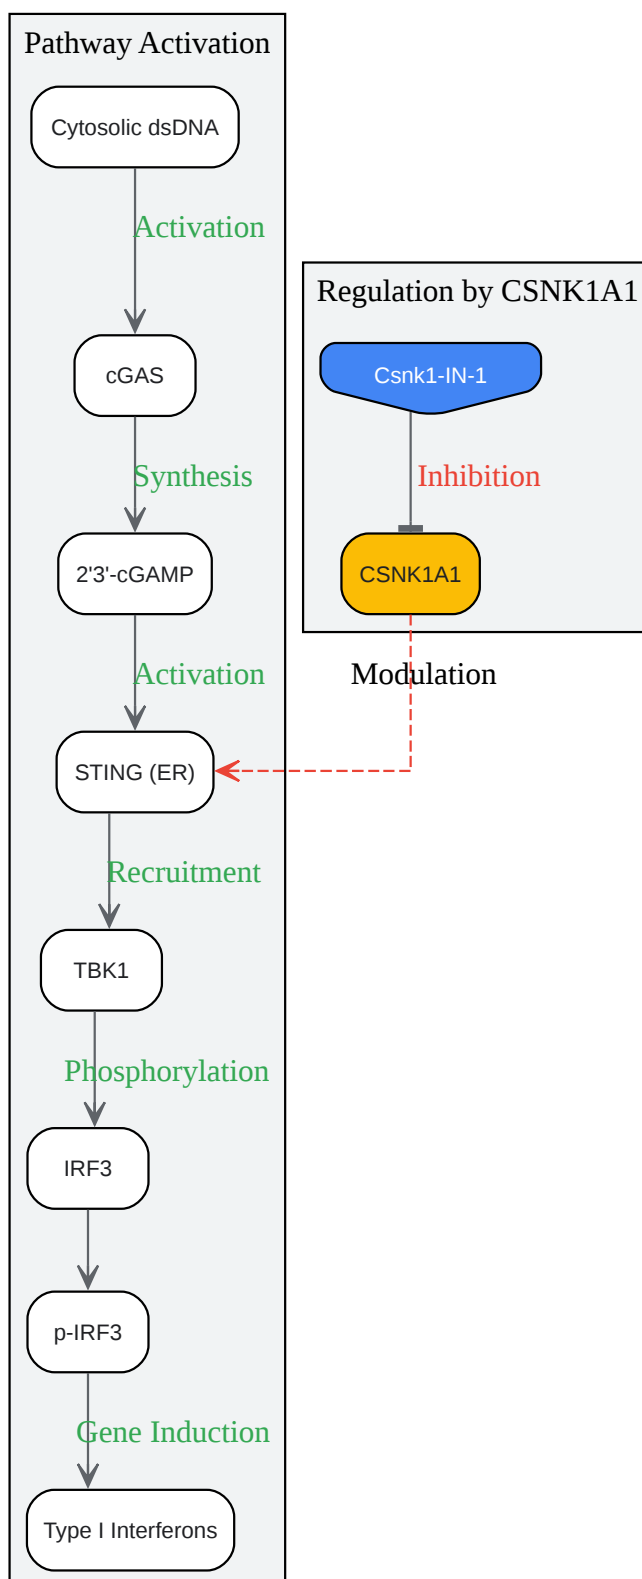 Pathway Activation
Cytosolic dsDNA
Activation
cGAS
Synthesis
2'3'-cGAMP
Activation
STING (ER)
Recruitment
TBK1
Phosphorylation
IRF3
p-IRF3
Gene Induction
Type I Interferons
Regulation by CSNK1A1
Csnk1-IN-1
Inhibition
CSNK1A1
Modulation